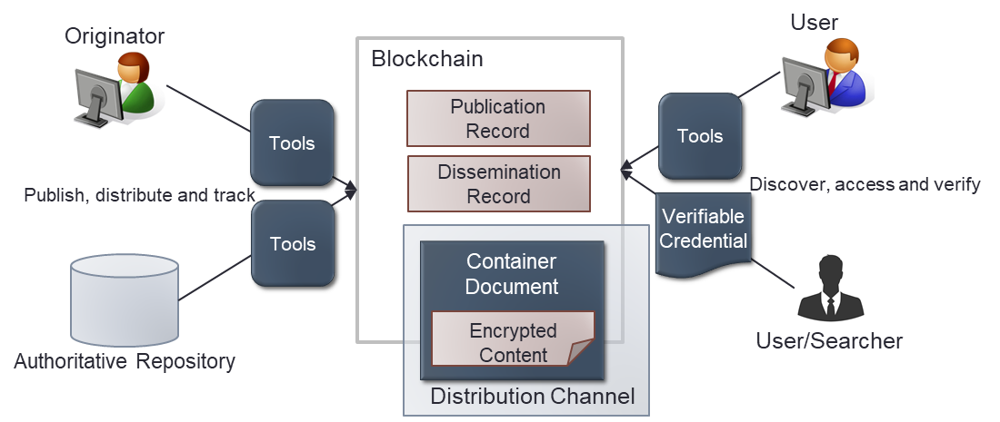 Originator
User
Blockchain
Publication
Record
Tools
Tools
Dissemination
Record
Publish, distribute and track
Discover, access and verify
Tools
Verifiable
Credential
Container
Document
Encrypted
Content
User/Searcher
Authoritative Repository
Distribution Channel